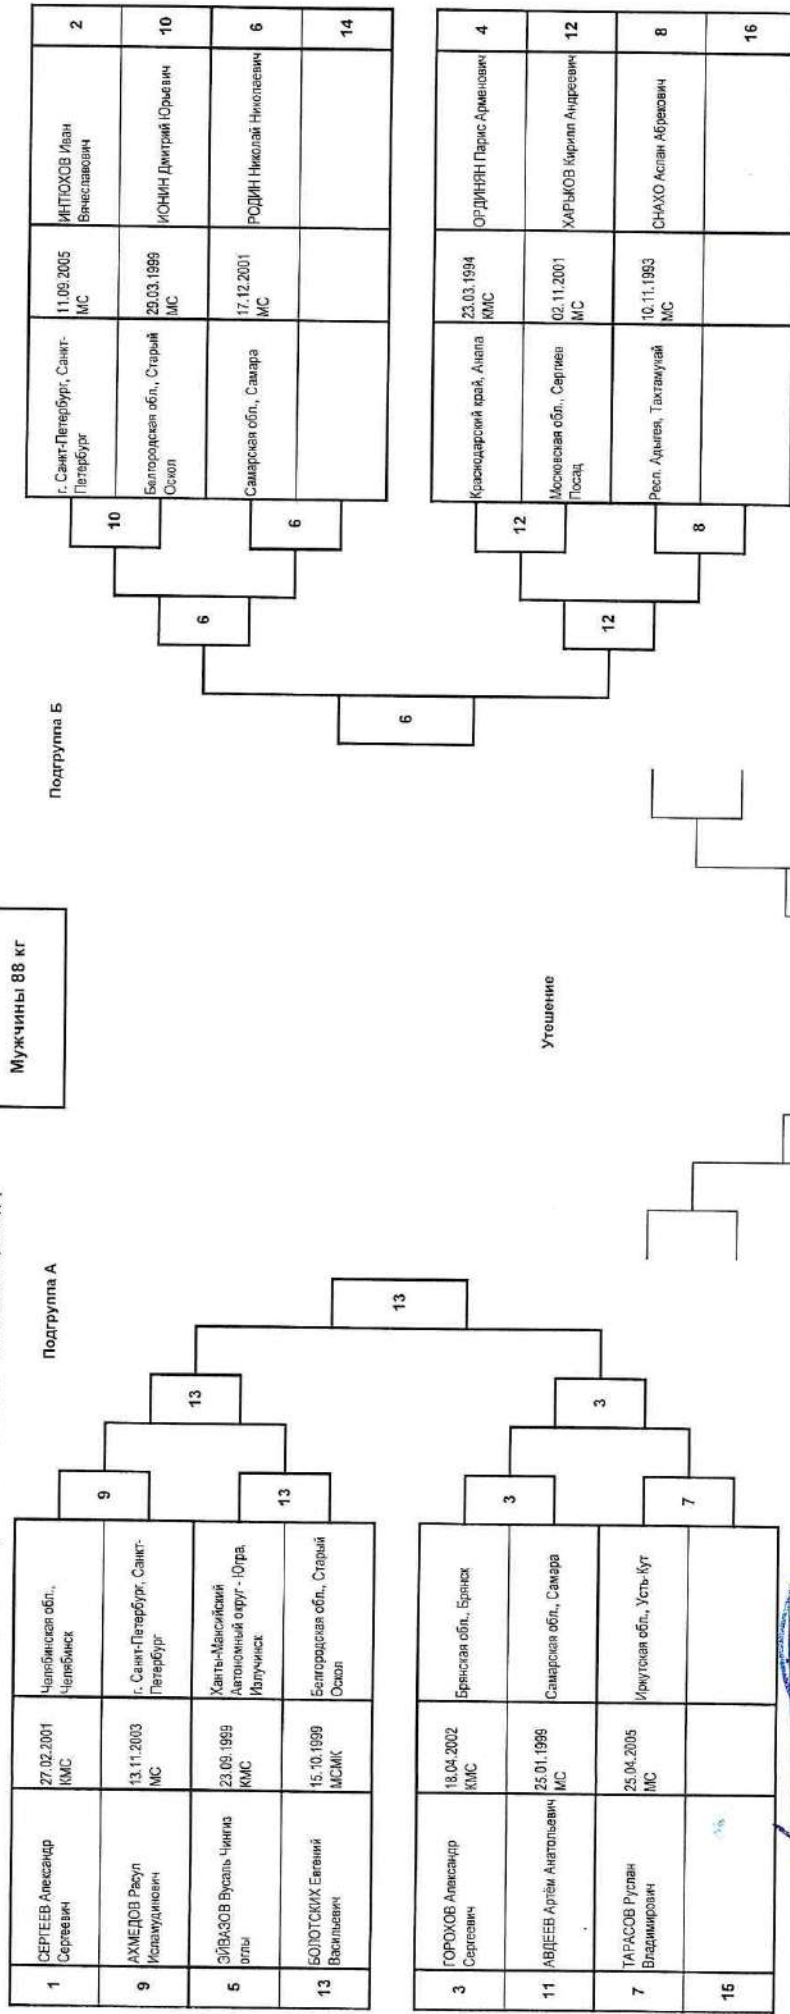 Мужчины 88 кг
Подгруппа А
Подгруппа Б
1
СЕРГЕЕВ Александр
Сергеевич
27.02.2001
КМС
Челябинская обл.,
Челябинск
9
АХМЕДОВ Расул
Исламудинович
13.11.2003
МС
г. Санкт-Петербург, Санкт-
Петербург
5
ЭЙВАЗОВ Вусаль Чингиз
оглы
23.09.1999
КМС
Ханты-Мансийский
Автономный округ - Югра,
Излучинск
13
БОЛОТСКИХ Евгений
Васильевич
15.10.1999
МСМК
Белгородская обл., Старый
Оскол
9
13
13
13
3
ГОРОХОВ Александр
Сергеевич
18.04.2002
КМС
Брянская обл., Брянск
11
АВДЕЕВ Артём Анатольевич
25.01.1999
МС
Самарская обл., Самара
7
ТАРАСОВ Руслан
Владимирович
25.04.2005
МС
Иркутская обл., Усть-Кут
15
3
7
3
г. Санкт-Петербург, Санкт-
Петербург
11.09.2005
МС
ИНТЮХОВ Иван
Вячеславович
2
Белгородская обл., Старый
Оскол
29.03.1999
МС
ИОНИН Дмитрий Юрьевич
10
Самарская обл., Самара
17.12.2001
МС
РОДИН Николай Николаевич
6
14
10
6
6
6
Краснодарский край, Анапа
23.03.1994
КМС
ОРДИНЯН Парис Арменович
4
Московская обл., Сергиев
Посад
02.11.2001
МС
ХАРЬКОВ Кирилл Андреевич
12
Респ. Адыгея, Тахтамукай
10.11.1993
МС
СНАХО Аслан Абрекович
8
16
12
8
12
Утешение